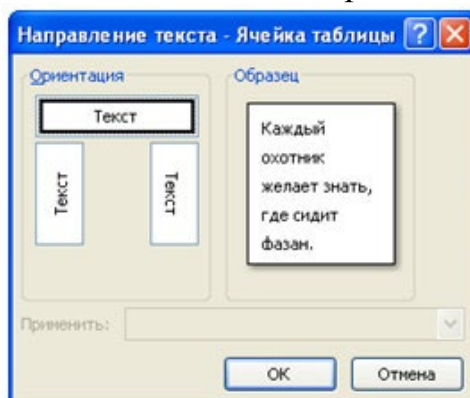 Направление текста - Ячейка таблицы
Ориентация
Образец
Текст
Текст
Текст
Каждый
охотник
желает знать,
где сидит
фазан.
Применить:
ОК
Отмена